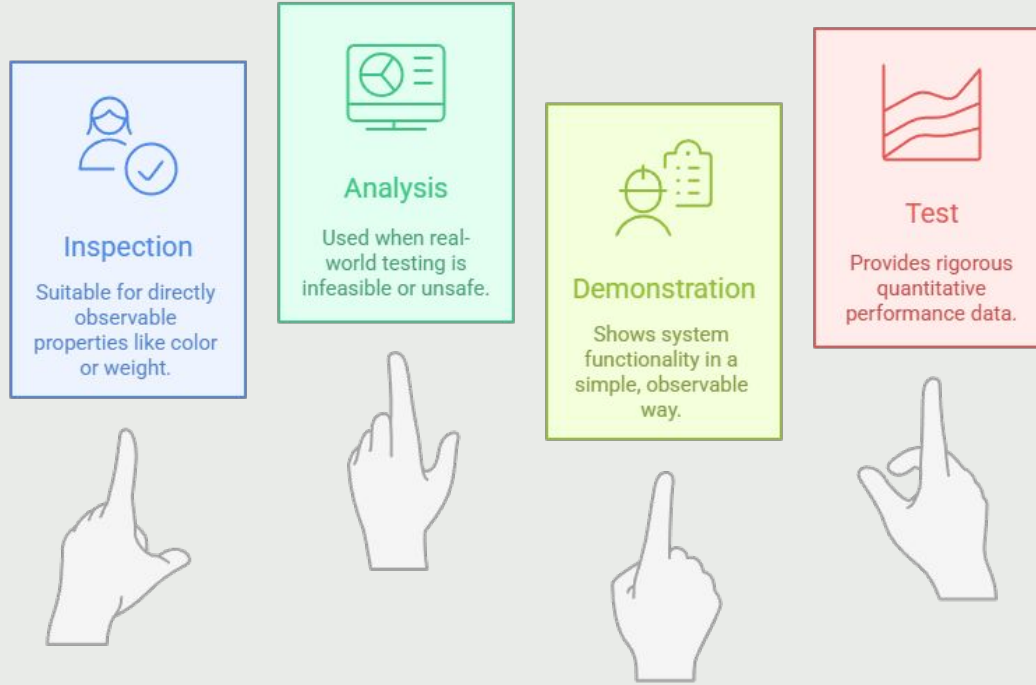 Inspection
Suitable for directly
observable
properties like color
or weight.
Analysis
Used when real-
world testing is
infeasible or unsafe.
Demonstration
Shows system
functionality in a
simple, observable
way.
Test
Provides rigorous
quantitative
performance data.